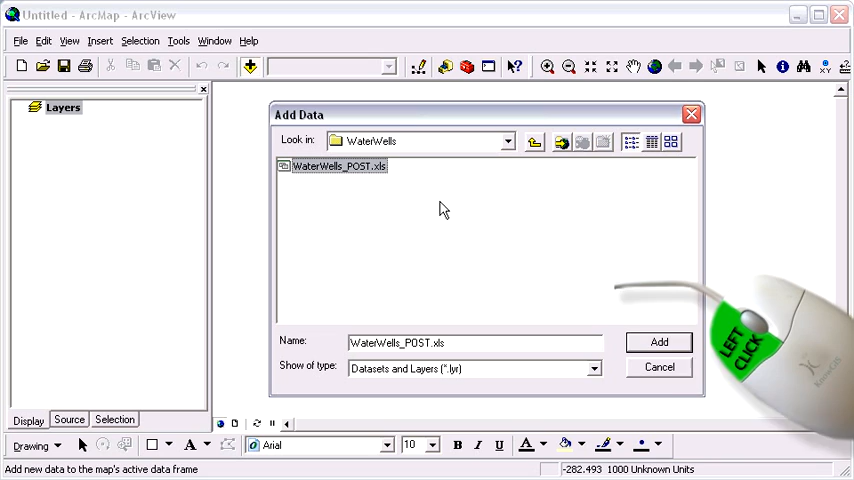 Untitled - ArcMap - ArcView
File Edit View Insert Selection Tools Window Help
Layers
Add Data
Look in: WaterWells
WaterWells_POST.xls
Name: WaterWells_POST.xls Add
Show of type: Datasets and Layers (*.lyr) Cancel
LEFT
CLICK
KnowGIS
Display Source Selection
Drawing A Arial 10 B I U A
Add new data to the map's active data frame -282.493 1000 Unknown Units